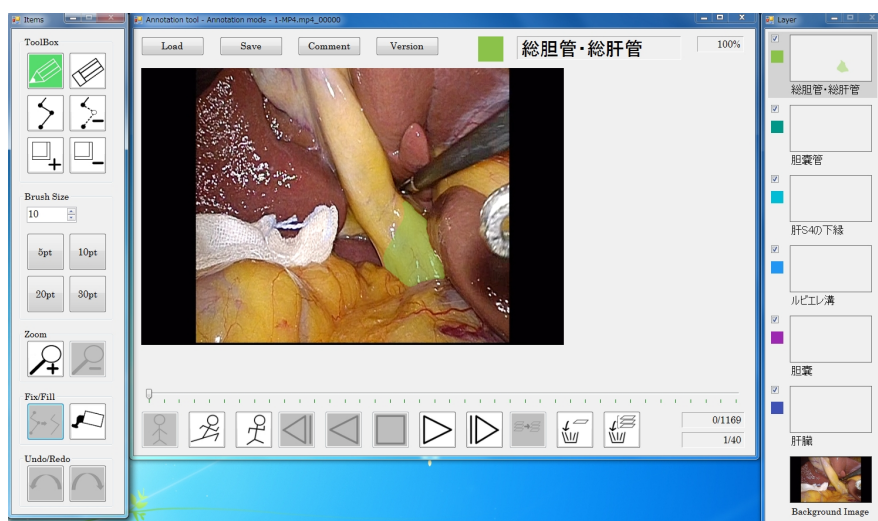 Items
ToolBox
Brush Size
10
5pt
10pt
20pt
30pt
Zoom
Fix/Fill
Undo/Redo
Annotation tool - Annotation mode - 1-MP4.mp4_00000
Load
Save
Comment
Version
総胆管・総肝管
100%
0/1169
1/40
Layer
総胆管・総肝管
胆嚢管
肝S4の下縁
ルビエレ溝
胆嚢
肝臓
Background Image